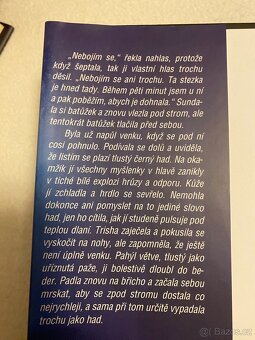 „Nebojím se," řekla nahlas, protože
když šeptala, tak ji vlastní hlas trochu
děsil. „Nebojím se ani trochu. Ta stezka
je hned tady. Během pěti minut jsem u ní
a pak poběžím, abych je dohnala." Sunda-
la si batůžek a znovu vlezla pod strom, ale
tentokrát batůžek tlačila před sebou.
Byla už napůl venku, když se pod ní
cosi pohnulo. Podívala se dolů a uviděla,
že listím se plazí tlustý černý had. Na oka-
mžik jí všechny myšlenky v hlavě zanikly
v tiché bílé explozi hrůzy a odporu. Kůže
jí zchladla a hrdlo se sevřelo. Nemohla
dokonce ani pomyslet na to jediné slovo
had, jen ho cítila, jak jí studeně pulsuje pod
teplou dlaní. Trisha zaječela a pokusila se
vyskočit na nohy, ale zapomněla, že ještě
není úplně venku. Pahýl větve, tlustý jako
uříznutá paže, ji bolestivě dloubl do be-
der. Padla znovu na břicho a začala sebou
mrskat, aby se zpod stromu dostala co
nejrychleji, a sama při tom určitě vypadala
trochu jako had.